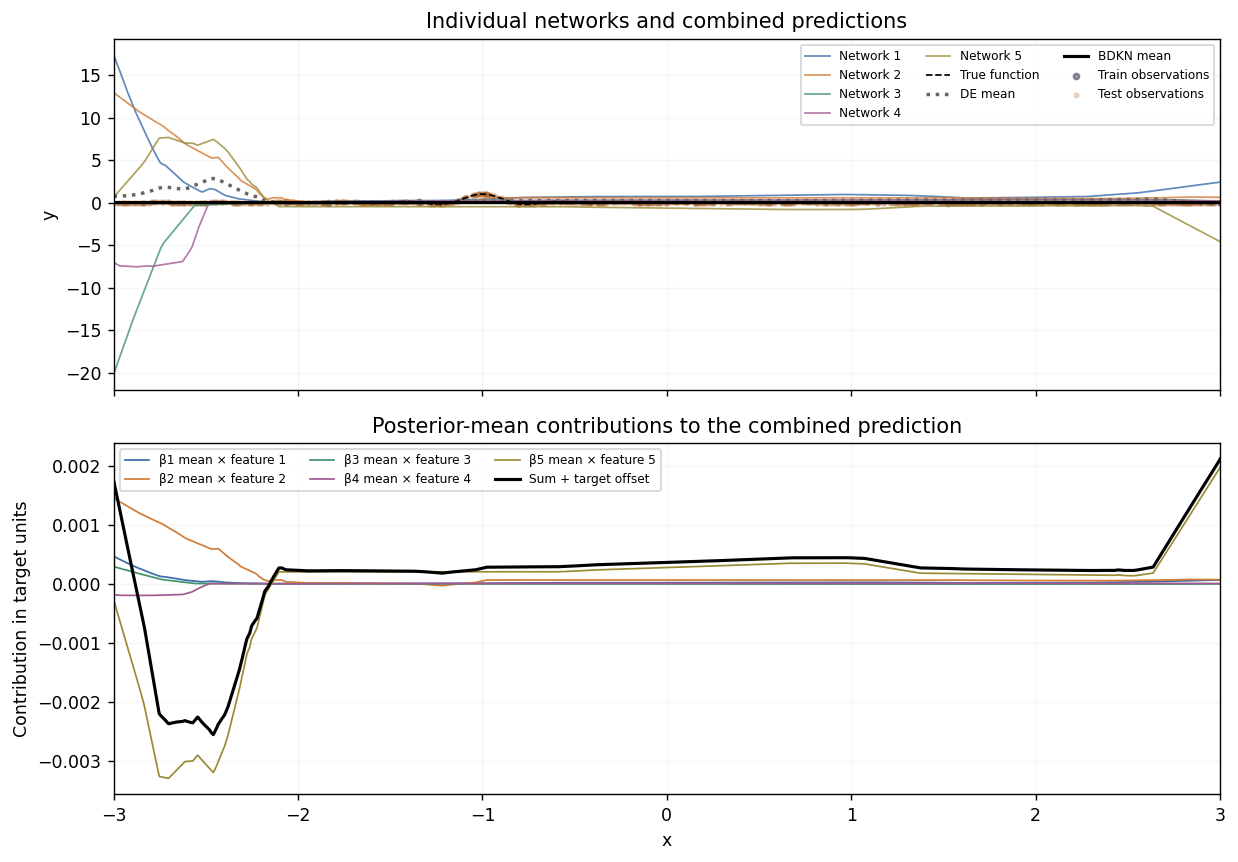 Individual networks and combined predictions
15
10
5
0
−5
−10
−15
−20
y
Network 1
Network 2
Network 3
Network 4
Network 5
True function
DE mean
BDKN mean
Train observations
Test observations
Posterior-mean contributions to the combined prediction
0.002
0.001
0.000
−0.001
−0.002
−0.003
Contribution in target units
β1 mean × feature 1
β2 mean × feature 2
β3 mean × feature 3
β4 mean × feature 4
β5 mean × feature 5
Sum + target offset
−3
−2
−1
0
1
2
3
x